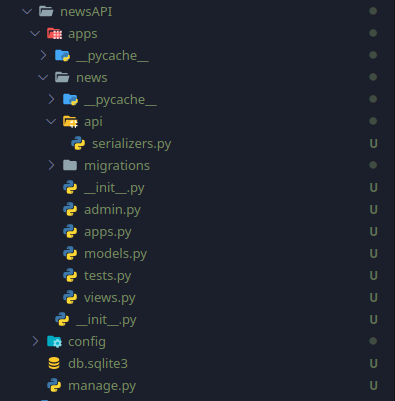 newsAPI
apps
__pycache__
news
__pycache__
api
serializers.py U
migrations
__init__.py U
admin.py U
apps.py U
models.py U
tests.py U
views.py U
__init__.py U
config
db.sqlite3 U
manage.py U